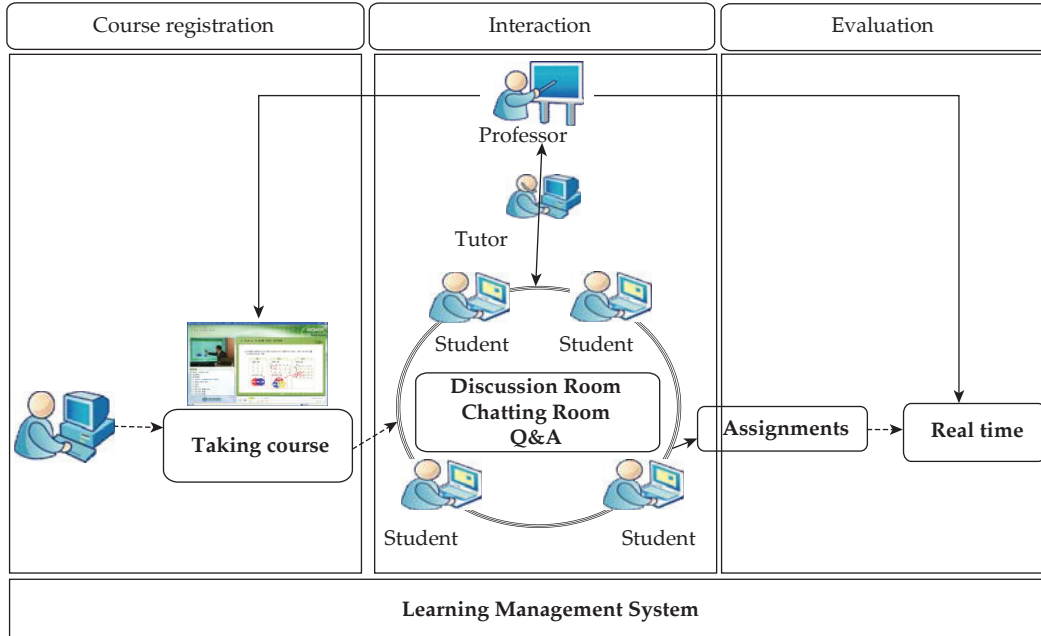 Course registration
Interaction
Evaluation
Professor
Tutor
Student
Student
Discussion Room
Chatting Room
Q&A
Taking course
Assignments
Real time
Student
Student
Learning Management System